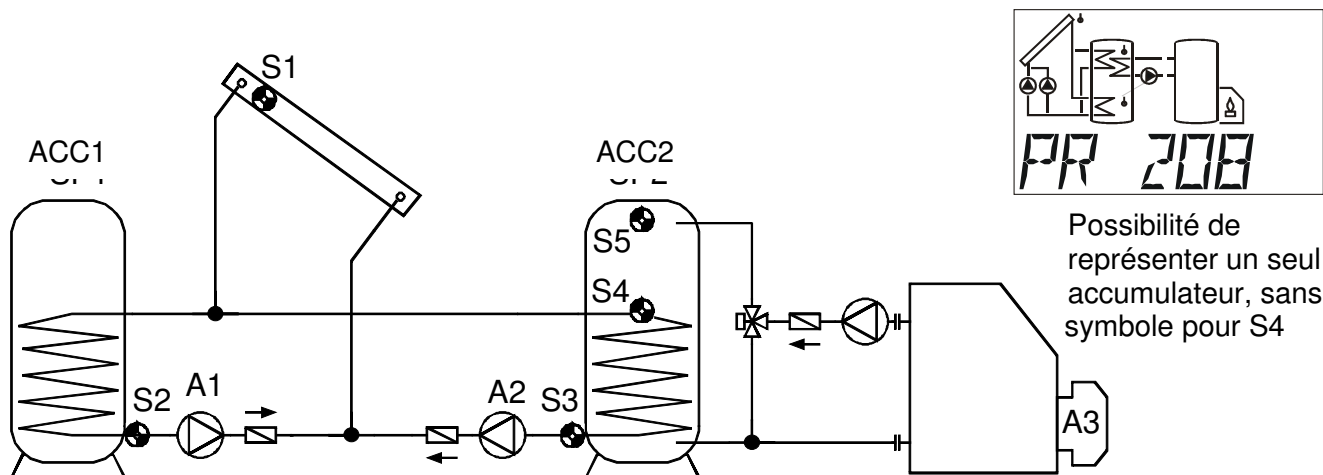 S1
ACC1
ACC2
S5
S4
S2
A1
A2
S3
A3
PR 208
Possibilité de
représenter un seul
accumulateur, sans
symbole pour S4